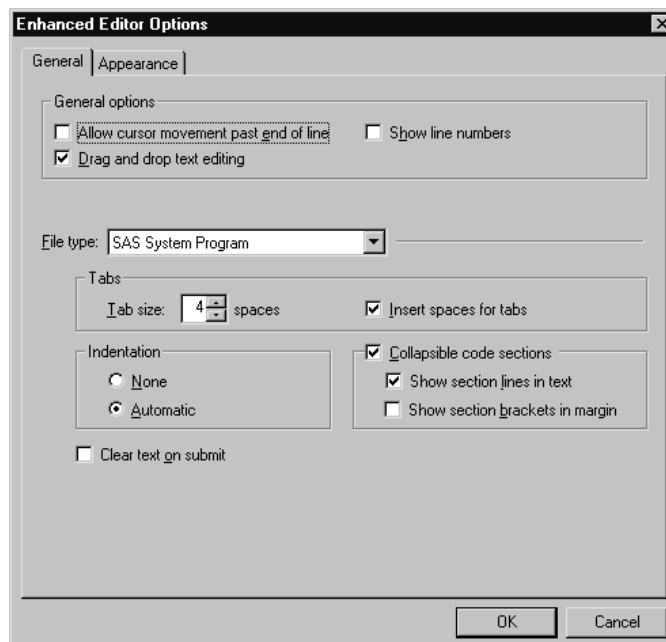 Enhanced Editor Options
General Appearance
General options
Allow cursor movement past end of line Show line numbers
Drag and drop text editing
File type: SAS System Program
Tabs
Tab size: 4 spaces Insert spaces for tabs
Indentation Collapsible code sections
None Show section lines in text
Automatic Show section brackets in margin
Clear text on submit
OK Cancel